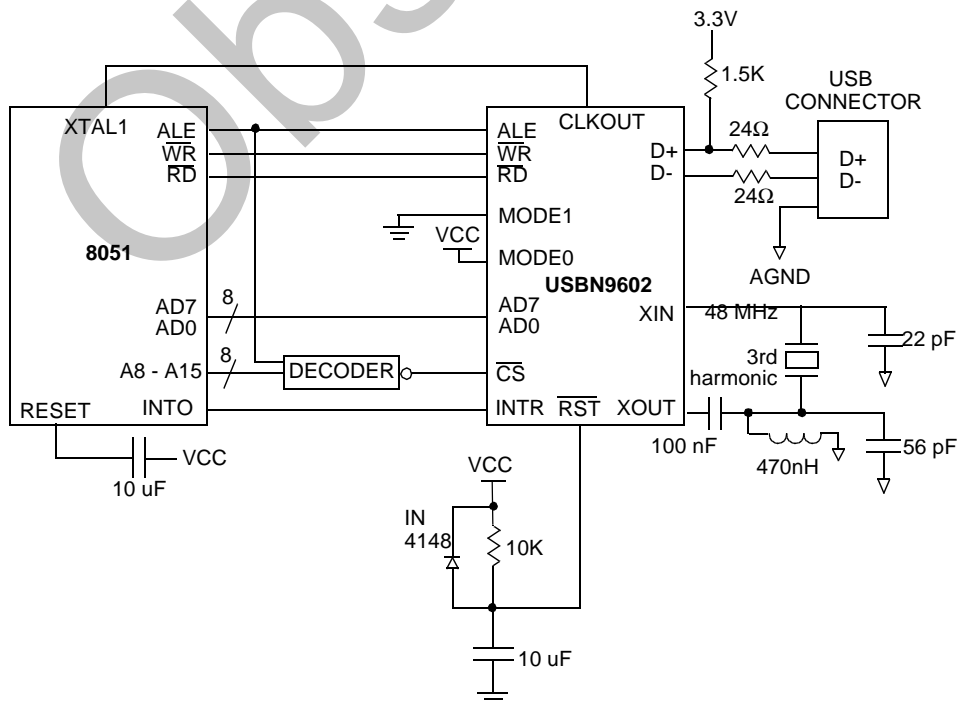 Obs
3.3V
1.5K
USB
CONNECTOR
XTAL1
CLKOUT
24Ω
ALE
ALE
WR
WR
D+
D+
RD
RD
D-
D-
24Ω
MODE1
VCC
8051
MODE0
AGND
USBN9602
AD7
8
AD7
XIN
48 MHz
AD0
AD0
22 pF
3rd
harmonic
A8 - A15
8
DECODER
CS
RESET
INTO
INTR
RST
XOUT
100 nF
56 pF
470nH
VCC
10 uF
VCC
IN
4148
10K
10 uF